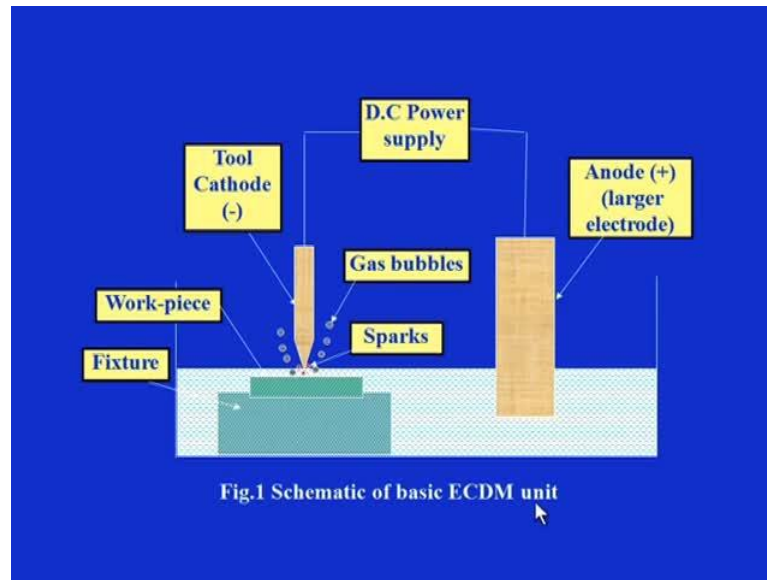 D.C Power
supply
Tool
Cathode
(-)
Anode (+)
(larger
electrode)
Gas bubbles
Work-piece
Sparks
Fixture
Fig.1 Schematic of basic ECDM unit